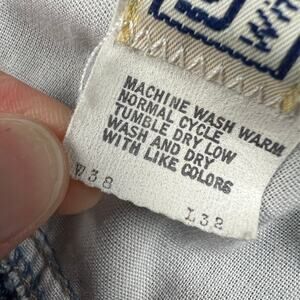 MACHINE WASH WARM
NORMAL CYCLE
TUMBLE DRY LOW
WASH AND DRY
WITH LIKE COLORS
W38 L32